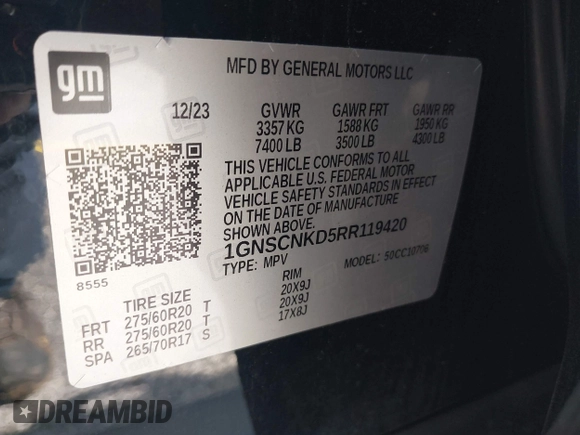 gm
MFD BY GENERAL MOTORS LLC
12/23 GVWR GAWR FRT GAWR RR
3357 KG 1588 KG 1950 KG
7400 LB 3500 LB 4300 LB
THIS VEHICLE CONFORMS TO ALL
APPLICABLE U.S. FEDERAL MOTOR
VEHICLE SAFETY STANDARDS IN EFFECT
ON THE DATE OF MANUFACTURE
SHOWN ABOVE.
1GNSCNKD5RR119420
TYPE: MPV MODEL: 50CC10706
8555
TIRE SIZE RIM
FRT 275/60R20 T 20X9J
RR 275/60R20 T 20X9J
SPA 265/70R17 S 17X8J
DREAMBID